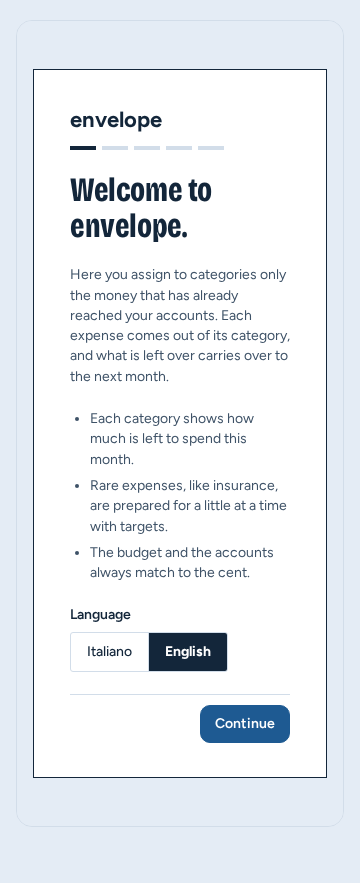 envelope
Welcome to
envelope.
Here you assign to categories only
the money that has already
reached your accounts. Each
expense comes out of its category,
and what is left over carries over to
the next month.
• Each category shows how
much is left to spend this
month.
• Rare expenses, like insurance,
are prepared for a little at a time
with targets.
• The budget and the accounts
always match to the cent.
Language
Italiano English
Continue